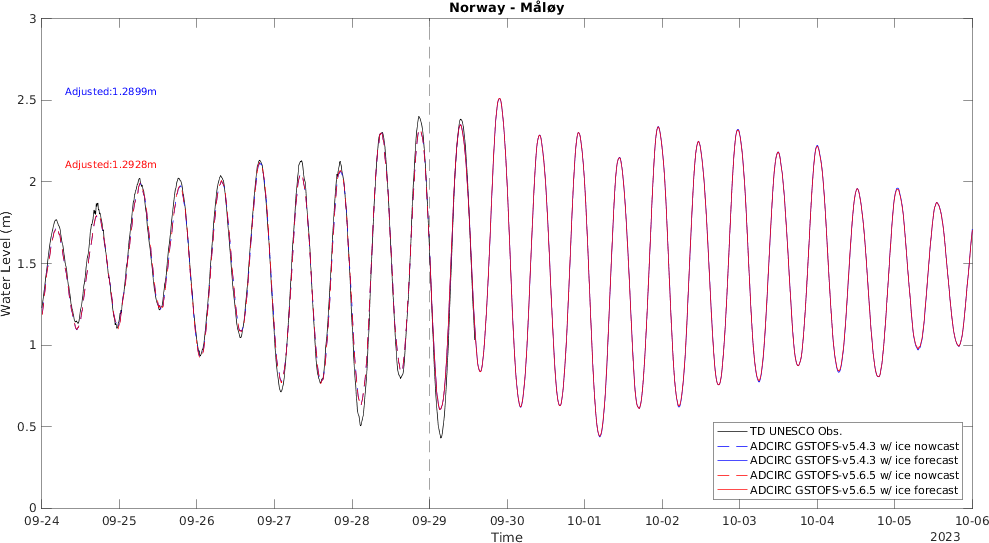 Norway - Måløy
3
2.5
2
1.5
1
0.5
0
Water Level (m)
Adjusted:1.2899m
Adjusted:1.2928m
TD UNESCO Obs.
ADCIRC GSTOFS-v5.4.3 w/ ice nowcast
ADCIRC GSTOFS-v5.4.3 w/ ice forecast
ADCIRC GSTOFS-v5.6.5 w/ ice nowcast
ADCIRC GSTOFS-v5.6.5 w/ ice forecast
09-24 09-25 09-26 09-27 09-28 09-29 09-30 10-01 10-02 10-03 10-04 10-05 10-06
Time
2023